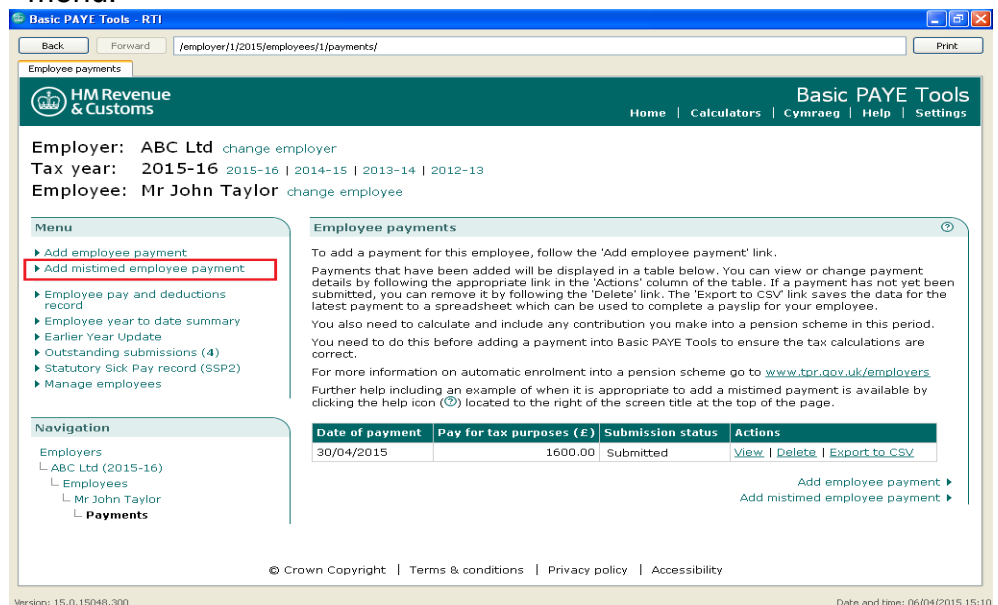 menu.
Basic PAYE Tools - RTI
Back Forward /employer/1/2015/employees/1/payments/ Print
Employee payments
HM Revenue
& Customs
Basic PAYE Tools
Home | Calculators | Cymraeg | Help | Settings
Employer: ABC Ltd change employer
Tax year: 2015-16 2015-16 | 2014-15 | 2013-14 | 2012-13
Employee: Mr John Taylor change employee
Menu
Add employee payment
Add mistimed employee payment
Employee pay and deductions
record
Employee year to date summary
Earlier Year Update
Outstanding submissions (4)
Statutory Sick Pay record (SSP2)
Manage employees
Navigation
Employers
ABC Ltd (2015-16)
Employees
Mr John Taylor
Payments
Employee payments ?
To add a payment for this employee, follow the 'Add employee payment' link.
Payments that have been added will be displayed in a table below. You can view or change payment
details by following the appropriate link in the 'Actions' column of the table. If a payment has not yet been
submitted, you can remove it by following the 'Delete' link. The 'Export to CSV' link saves the data for the
latest payment to a spreadsheet which can be used to complete a payslip for your employee.
You also need to calculate and include any contribution you make into a pension scheme in this period.
You need to do this before adding a payment into Basic PAYE Tools to ensure the tax calculations are
correct.
For more information on automatic enrolment into a pension scheme go to www.tpr.gov.uk/employers
Further help including an example of when it is appropriate to add a mistimed payment is available by
clicking the help icon (?) located to the right of the screen title at the top of the page.
Date of payment Pay for tax purposes (£) Submission status Actions
30/04/2015 1600.00 Submitted View | Delete | Export to CSV
Add employee payment
Add mistimed employee payment
© Crown Copyright | Terms & conditions | Privacy policy | Accessibility
Version: 15.0.15048.300 Date and time: 06/04/2015 15:10